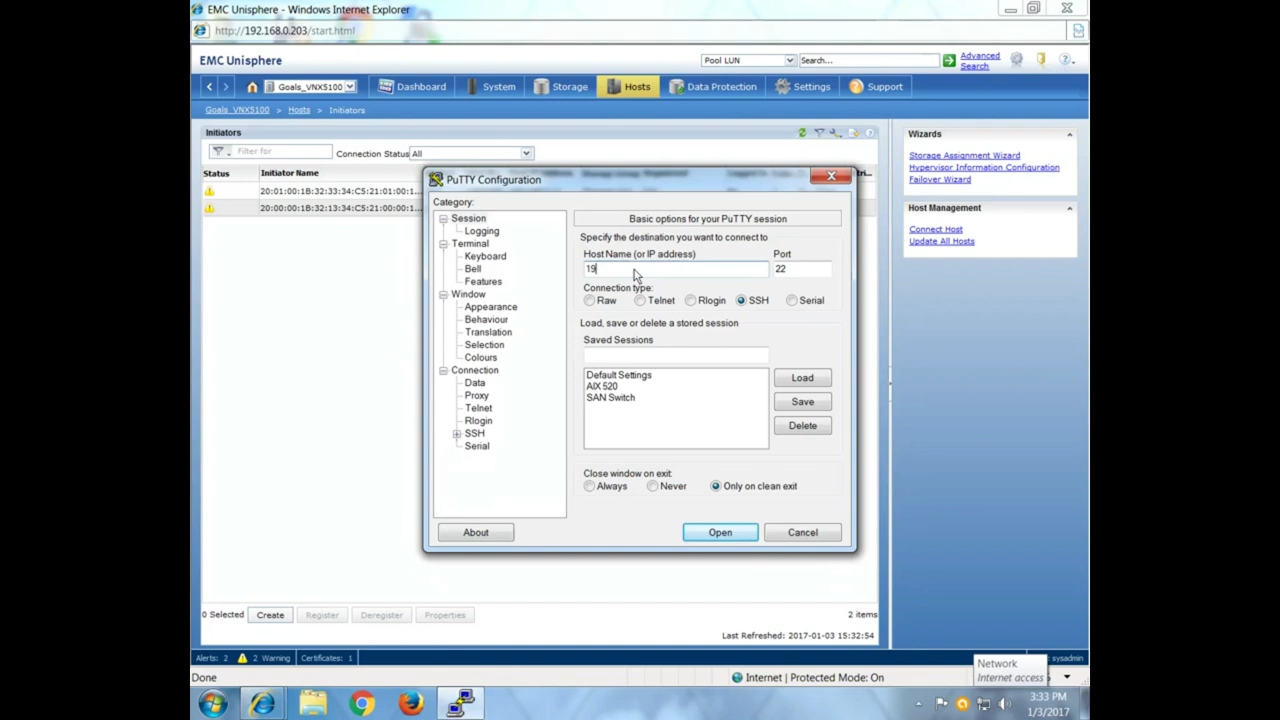 EMC Unisphere - Windows Internet Explorer
http://192.168.0.203/start.html
EMC Unisphere
Pool LUN
Search...
Advanced Search
Goals_VNX5100
Dashboard
System
Storage
Hosts
Data Protection
Settings
Support
Goals_VNX5100 > Hosts > Initiators
Initiators
Filter for
Connection Status All
Status
Initiator Name
20:01:00:1B:32:33:34:C5:21:01:00:1...
20:00:00:1B:32:13:34:C5:21:00:00:1...
PuTTY Configuration
Category:
Session
Logging
Terminal
Keyboard
Bell
Features
Window
Appearance
Behaviour
Translation
Selection
Colours
Connection
Data
Proxy
Telnet
Rlogin
SSH
Serial
Basic options for your PuTTY session
Specify the destination you want to connect to
Host Name (or IP address)
Port
19
22
Connection type:
Raw
Telnet
Rlogin
SSH
Serial
Load, save or delete a stored session
Saved Sessions
Default Settings
AIX 520
SAN Switch
Load
Save
Delete
Close window on exit:
Always
Never
Only on clean exit
About
Open
Cancel
Wizards
Storage Assignment Wizard
Hypervisor Information Configuration
Failover Wizard
Host Management
Connect Host
Update All Hosts
0 Selected
Create
Register
Deregister
Properties
2 items
Last Refreshed: 2017-01-03 15:32:54
Alerts: 2
2 Warning
Certificates: 1
sysadmin
Done
Internet | Protected Mode: On
Network
Internet access
3:33 PM
1/3/2017